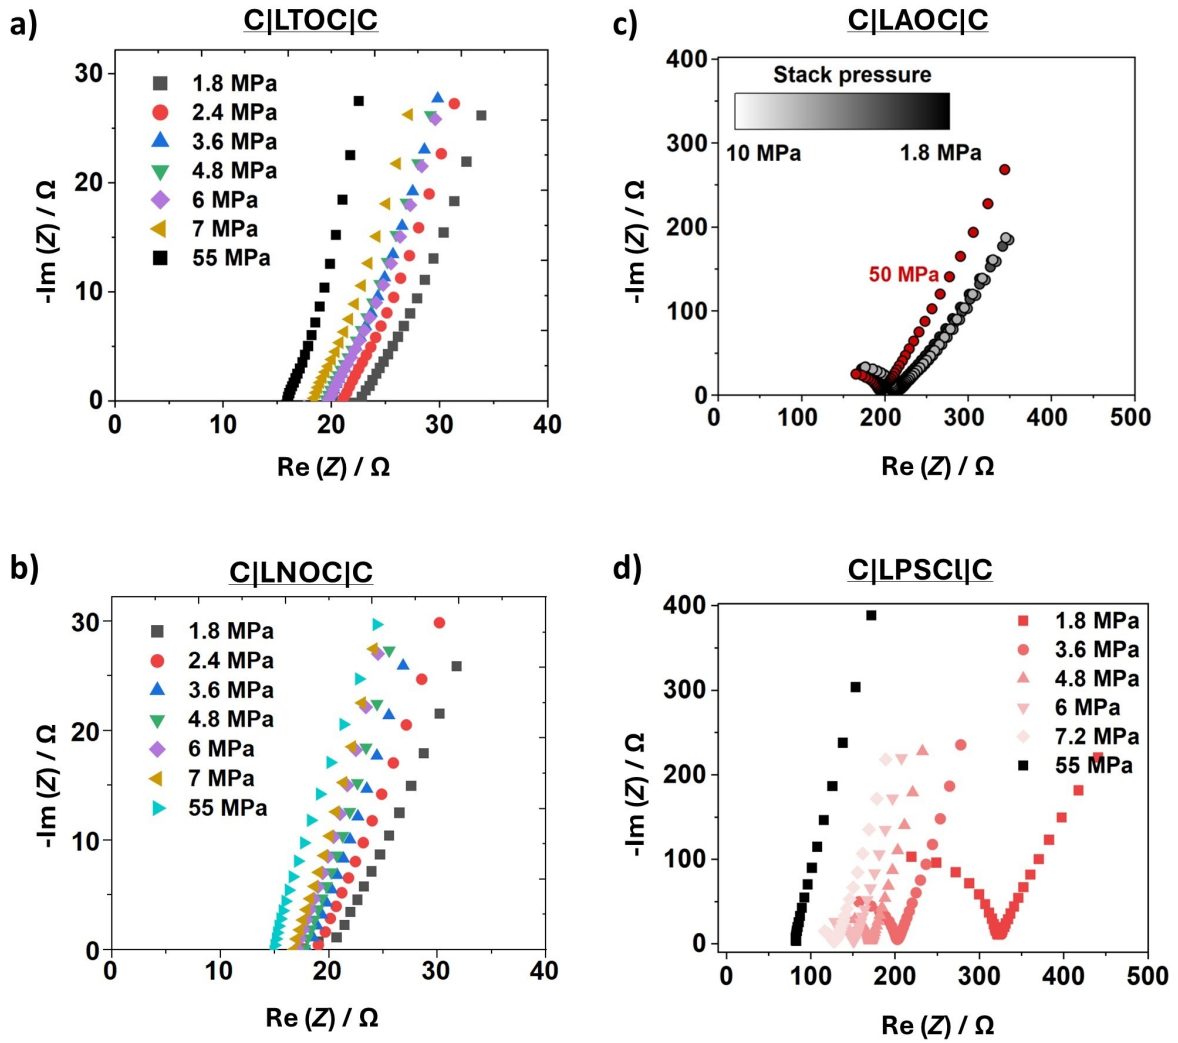 a)
C|LTOC|C
30
20
10
0
0
10
20
30
40
-Im (Z) / Ω
Re (Z) / Ω
1.8 MPa
2.4 MPa
3.6 MPa
4.8 MPa
6 MPa
7 MPa
55 MPa
c)
C|LAOC|C
400
300
200
100
0
0
100
200
300
400
500
-Im (Z) / Ω
Re (Z) / Ω
Stack pressure
10 MPa
1.8 MPa
50 MPa
b)
C|LNOC|C
30
20
10
0
0
10
20
30
40
-Im (Z) / Ω
Re (Z) / Ω
1.8 MPa
2.4 MPa
3.6 MPa
4.8 MPa
6 MPa
7 MPa
55 MPa
d)
C|LPSCl|C
400
300
200
100
0
0
100
200
300
400
500
-Im (Z) / Ω
Re (Z) / Ω
1.8 MPa
3.6 MPa
4.8 MPa
6 MPa
7.2 MPa
55 MPa